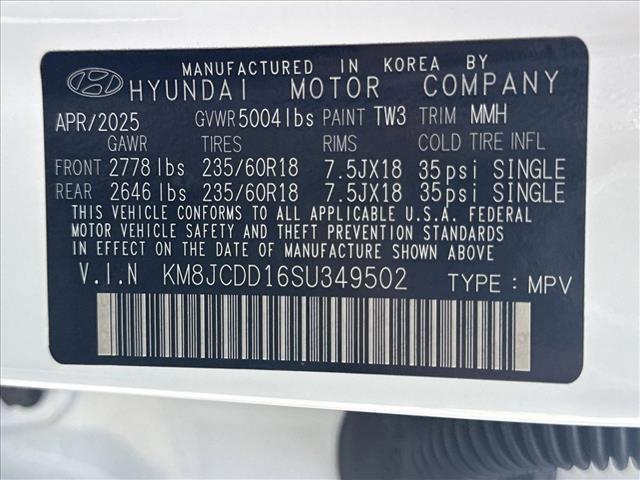 MANUFACTURED IN KOREA BY
HYUNDAI MOTOR COMPANY
APR/2025 GVWR 5004lbs PAINT TW3 TRIM MMH
GAWR TIRES RIMS COLD TIRE INFL
FRONT 2778 lbs 235/60R18 7.5JX18 35psi SINGLE
REAR 2646 lbs 235/60R18 7.5JX18 35psi SINGLE
THIS VEHICLE CONFORMS TO ALL APPLICABLE U.S.A. FEDERAL
MOTOR VEHICLE SAFETY AND THEFT PREVENTION STANDARDS
IN EFFECT ON THE DATE OF MANUFACTURE SHOWN ABOVE.
V.I.N KM8JCDD16SU349502 TYPE : MPV